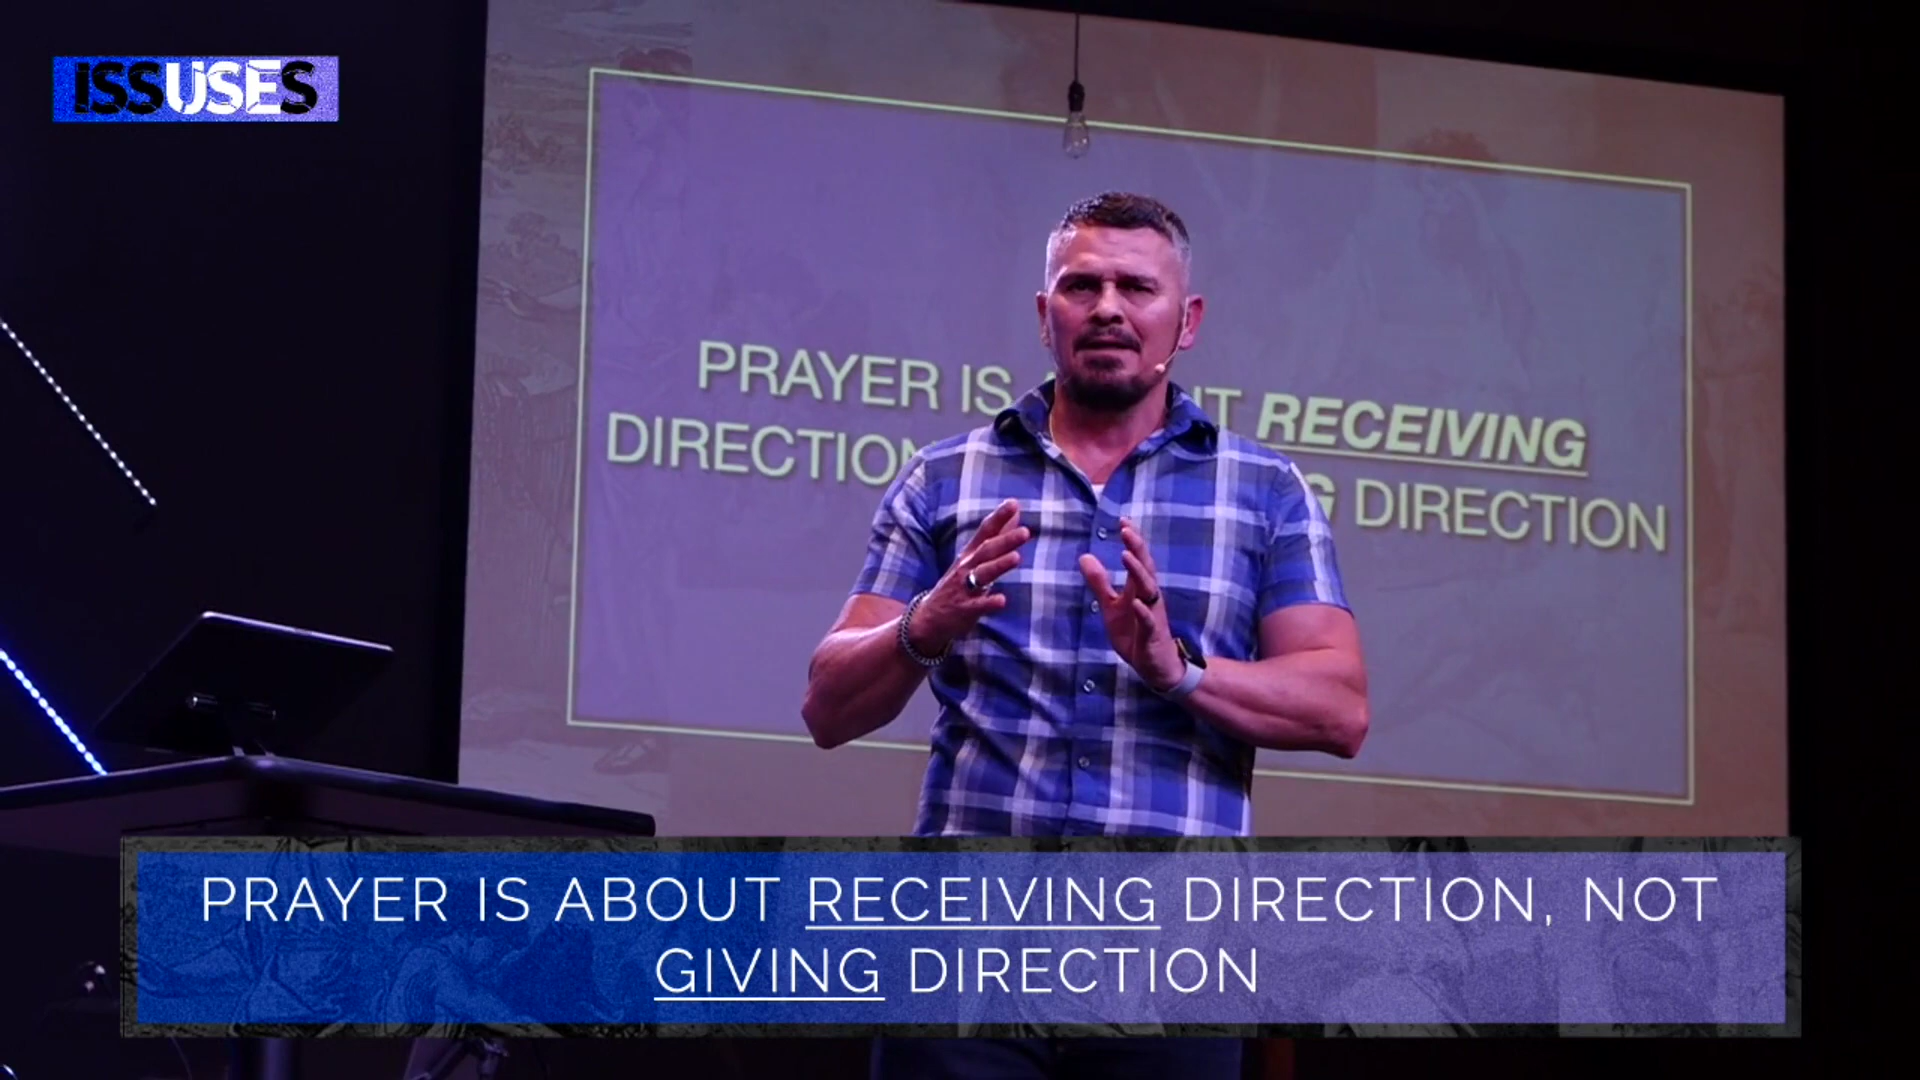 ISSUSES
PRAYER IS
RECEIVING
DIRECTION
DIRECTION
PRAYER IS ABOUT RECEIVING DIRECTION, NOT
GIVING DIRECTION